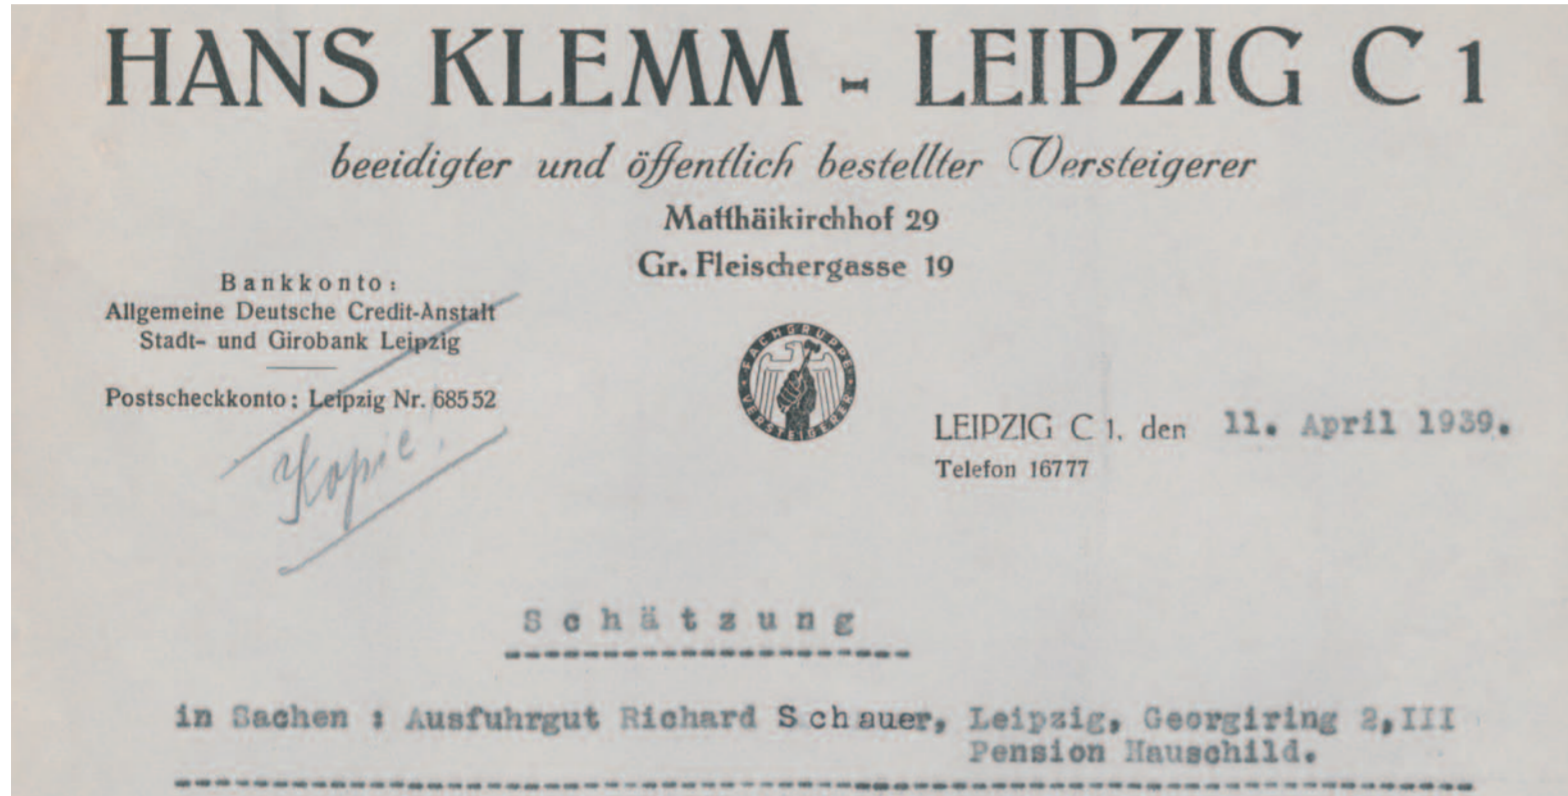 HANS KLEMM - LEIPZIG C 1
beeidigter und öffentlich bestellter Versteigerer
Matthäikirchhof 29
Gr. Fleischergasse 19
Bankkonto:
Allgemeine Deutsche Credit-Anstalt
Stadt- und Girobank Leipzig
Postscheckkonto: Leipzig Nr. 68552
Kopie!
FACHGRUPPE
VERSTEIGERER
LEIPZIG C 1, den 11. April 1939.
Telefon 16777
Schätzung
in Sachen : Ausfuhrgut Richard Schauer, Leipzig, Georgiring 2,III
Pension Hauschild.